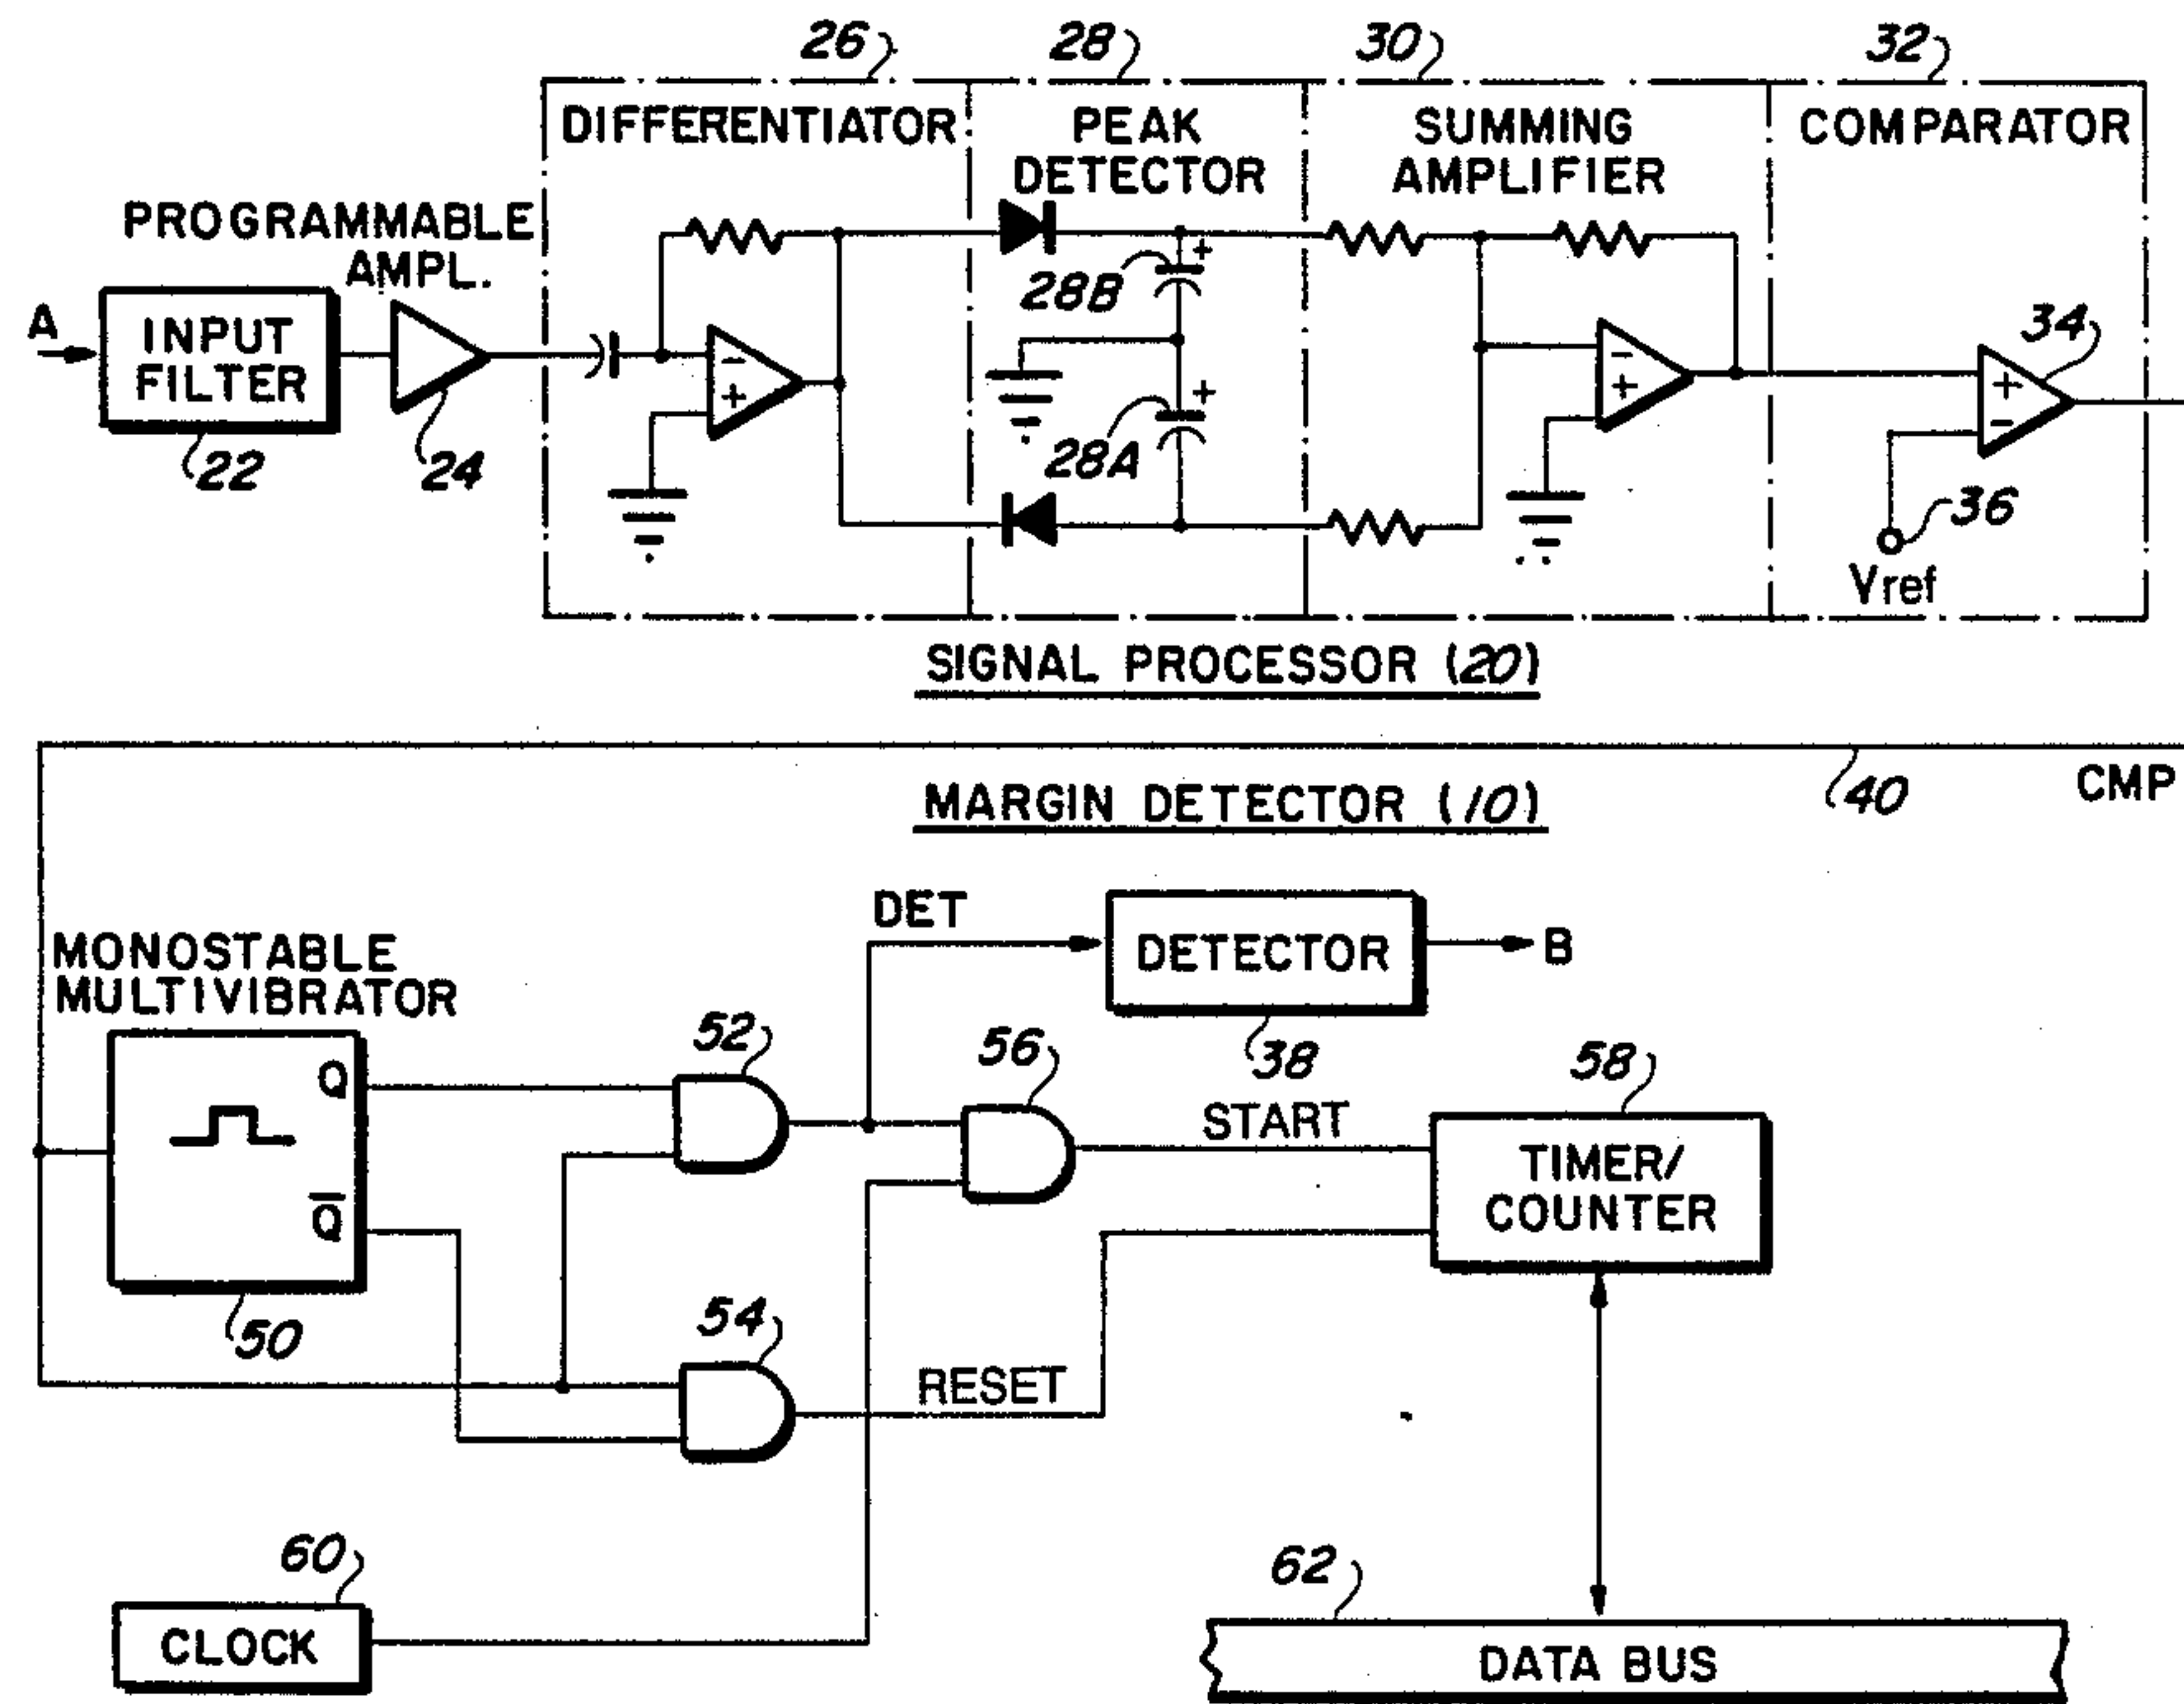 26
28
30
32
DIFFERENTIATOR
PEAK
DETECTOR
SUMMING
AMPLIFIER
COMPARATOR
PROGRAMMABLE
AMPL.
A
INPUT
FILTER
22
24
−
+
28B
+
28A
+
−
+
34
+
−
36
Vref
SIGNAL PROCESSOR (20)
40
CMP
MARGIN DETECTOR (10)
DET
DETECTOR
B
38
MONOSTABLE
MULTIVIBRATOR
Q
Q̅
50
52
54
56
START
58
TIMER/
COUNTER
RESET
60
CLOCK
62
DATA BUS